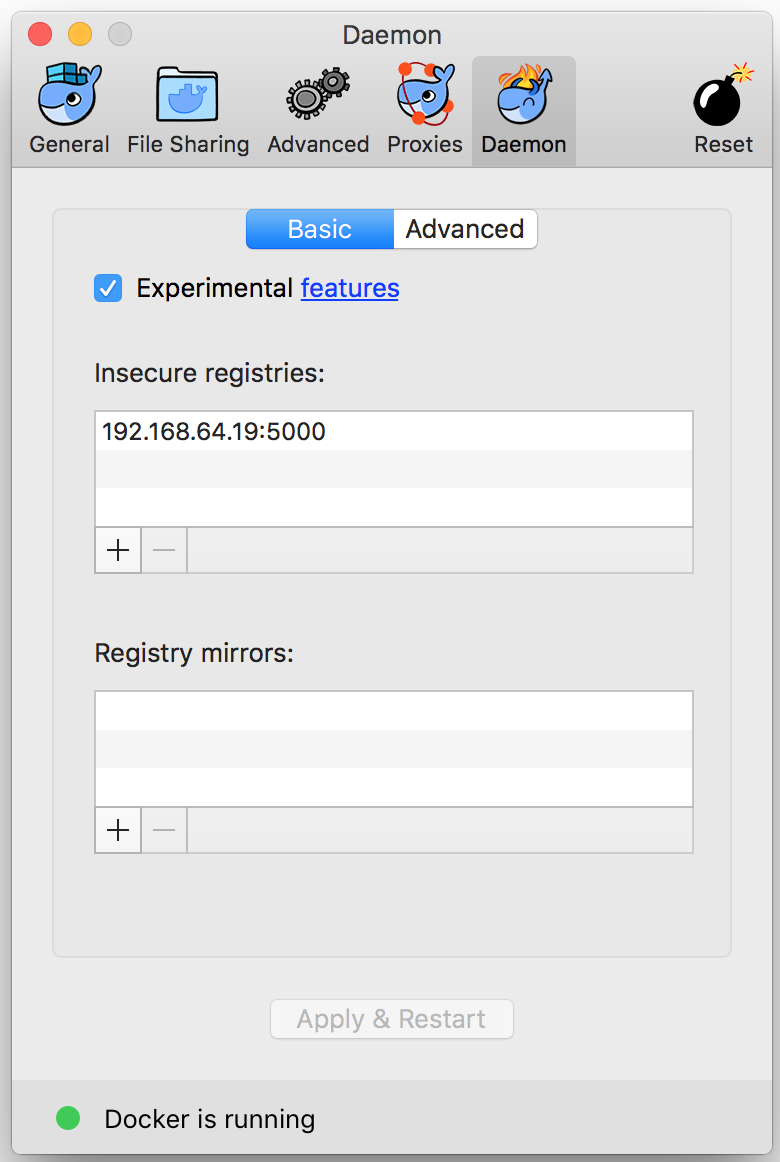 Daemon
General File Sharing Advanced Proxies Daemon Reset
Basic Advanced
Experimental features
Insecure registries:
192.168.64.19:5000
Registry mirrors:
Apply & Restart
Docker is running